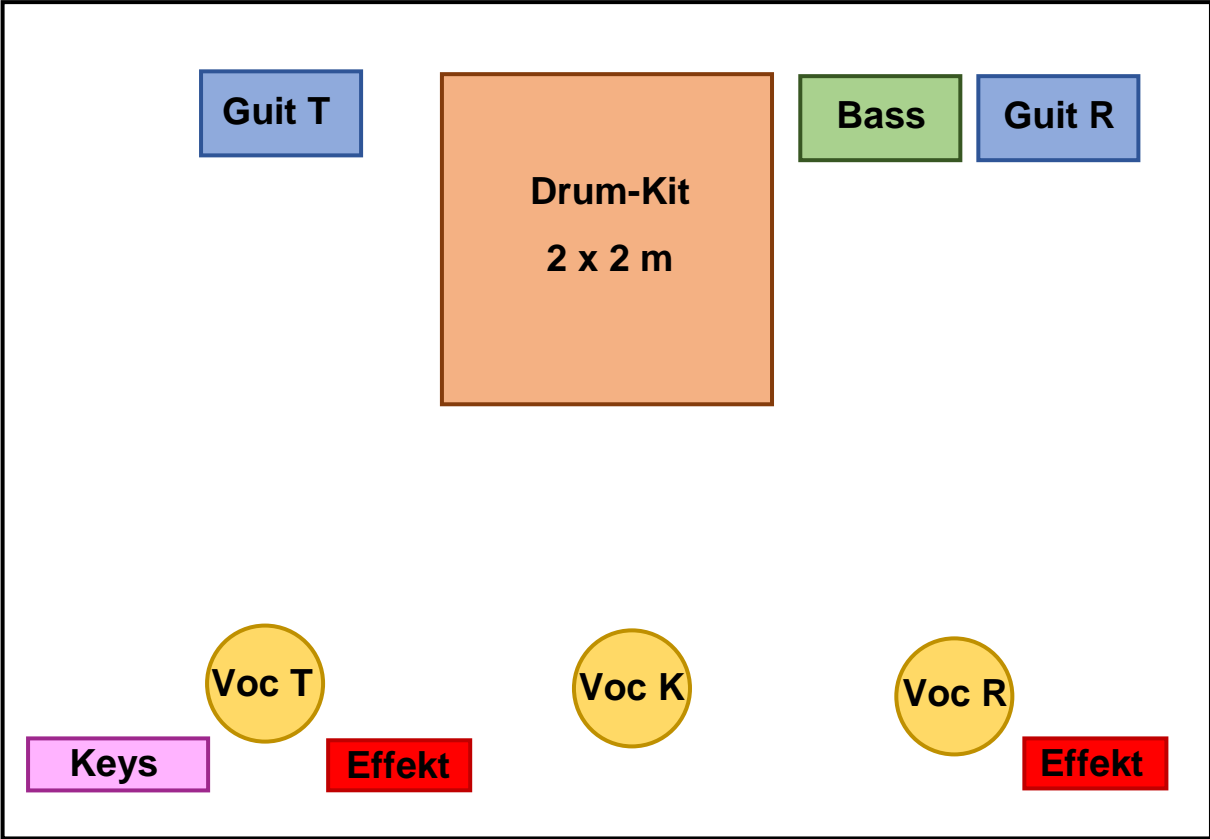 Guit T
Bass
Guit R
Drum-Kit
2 x 2 m
Voc T
Voc K
Voc R
Keys
Effekt
Effekt